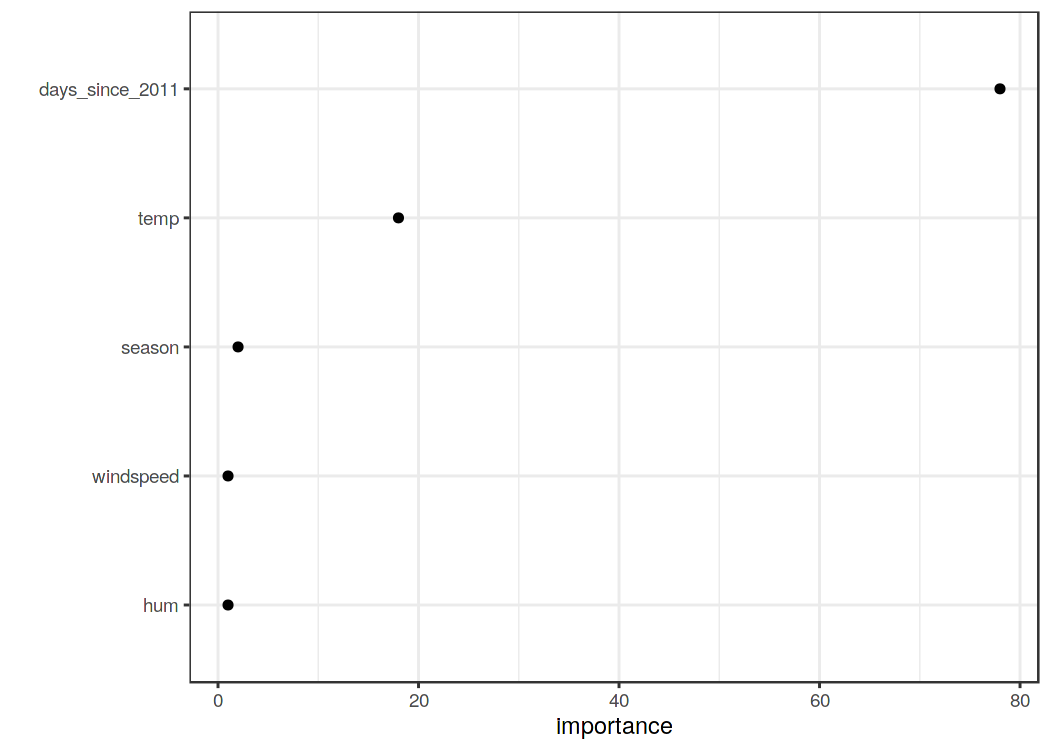 days_since_2011
temp
season
windspeed
hum
0 20 40 60 80
importance